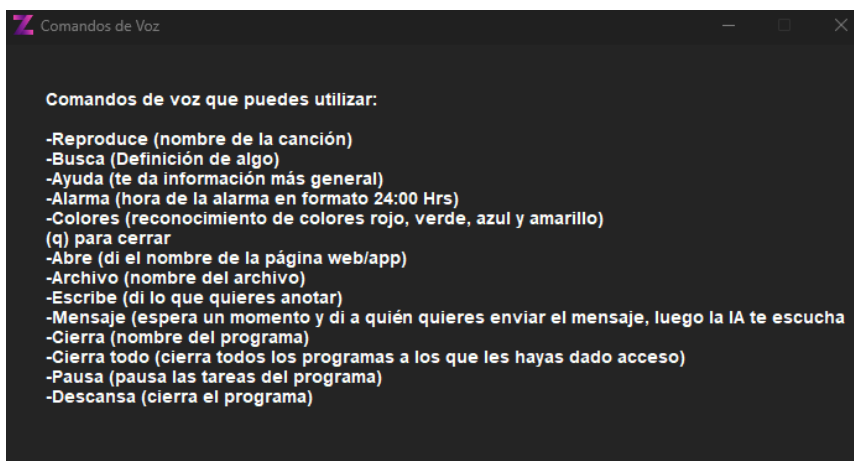 Comandos de Voz
Comandos de voz que puedes utilizar:
-Reproduce (nombre de la canción)
-Busca (Definición de algo)
-Ayuda (te da información más general)
-Alarma (hora de la alarma en formato 24:00 Hrs)
-Colores (reconocimiento de colores rojo, verde, azul y amarillo)
(q) para cerrar
-Abre (di el nombre de la página web/app)
-Archivo (nombre del archivo)
-Escribe (di lo que quieres anotar)
-Mensaje (espera un momento y di a quién quieres enviar el mensaje, luego la IA te escucha
-Cierra (nombre del programa)
-Cierra todo (cierra todos los programas a los que les hayas dado acceso)
-Pausa (pausa las tareas del programa)
-Descansa (cierra el programa)